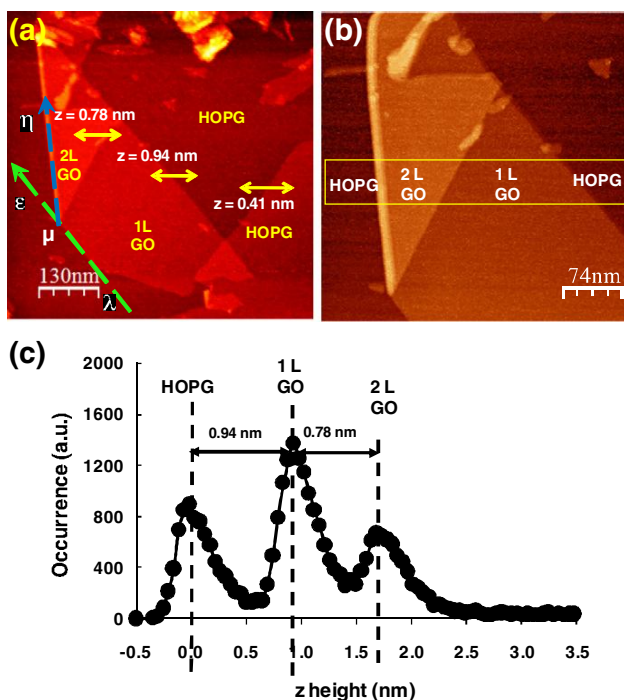 (a)
η
z = 0.78 nm
HOPG
2L
GO
z = 0.94 nm
ε
z = 0.41 nm
μ
1L
GO
HOPG
130nm
λ
(b)
HOPG
2 L
GO
1 L
GO
HOPG
74nm
(c)
2000
1600
1200
800
400
0
Occurrence (a.u.)
HOPG
1 L
GO
2 L
GO
0.94 nm
0.78 nm
-0.5 0.0 0.5 1.0 1.5 2.0 2.5 3.0 3.5
z height (nm)